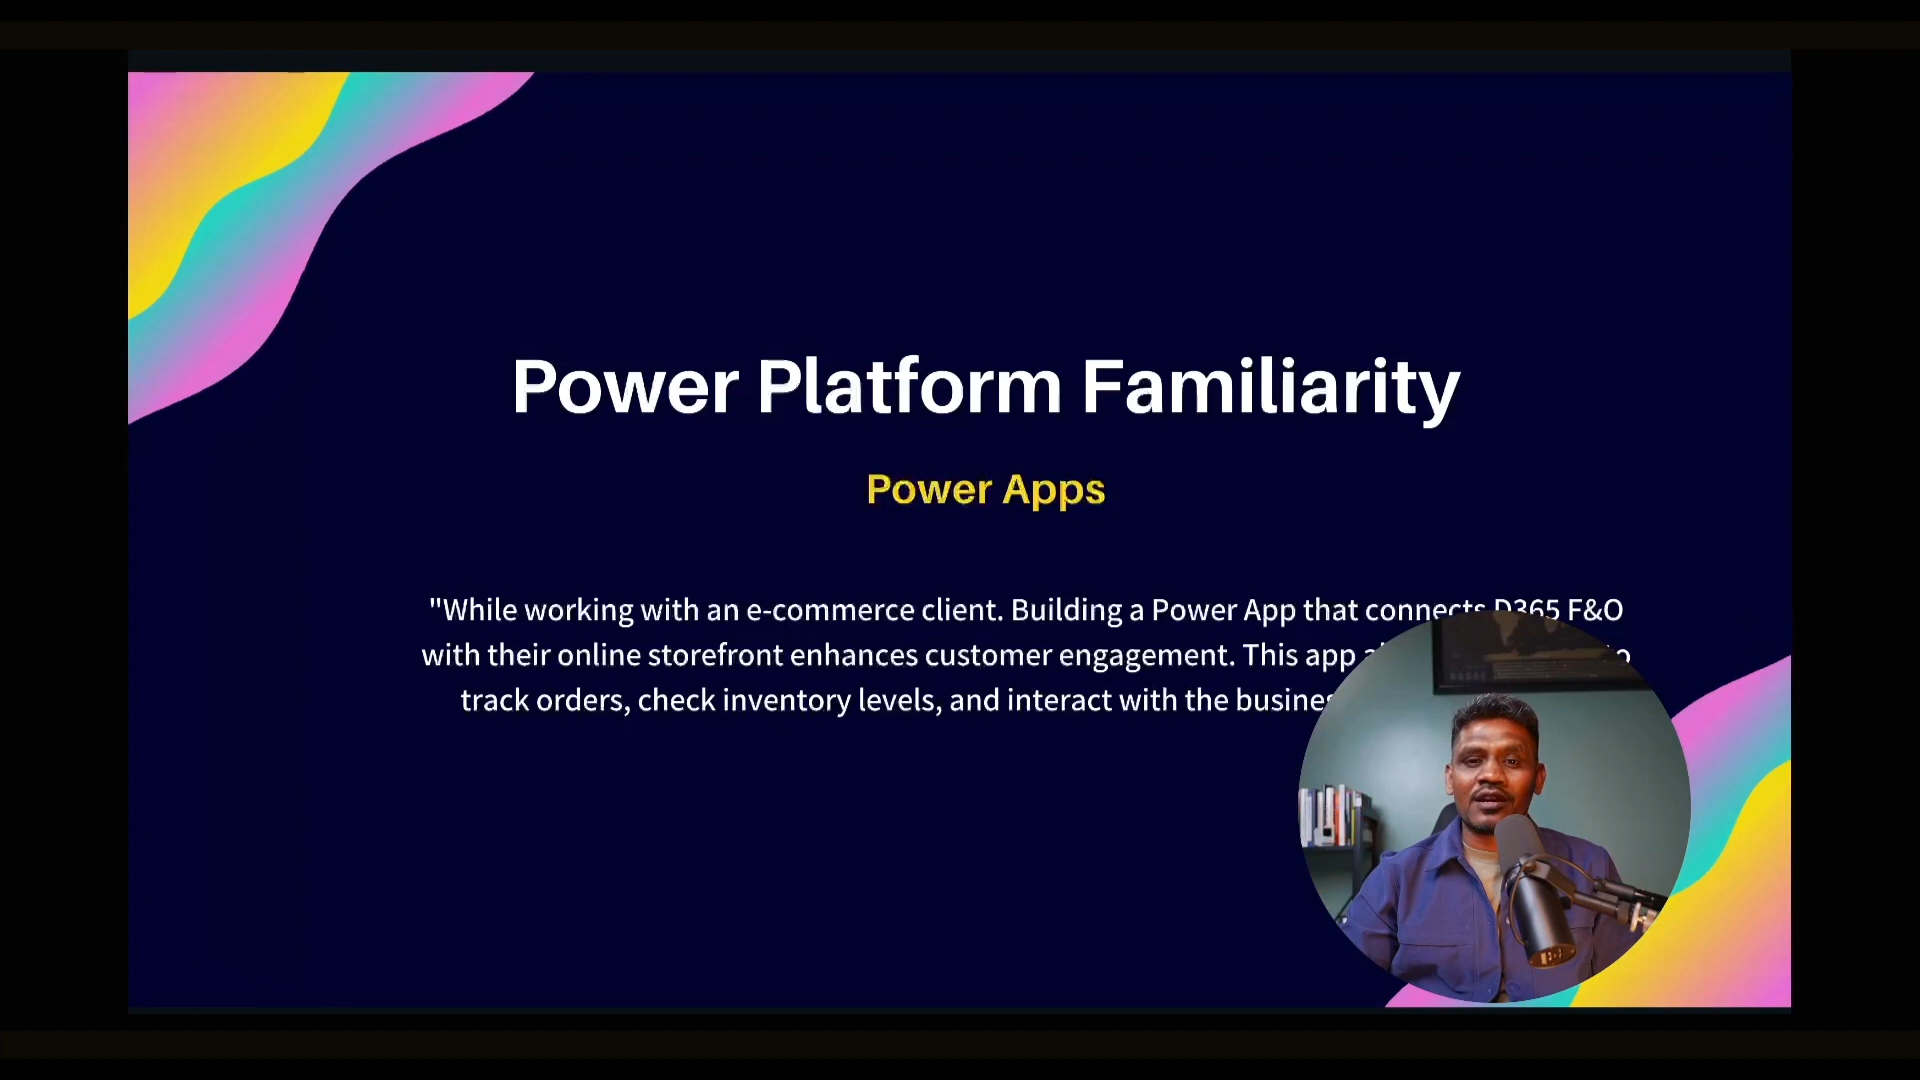 Power Platform Familiarity
Power Apps
"While working with an e-commerce client. Building a Power App that connects D365 F&O
with their online storefront enhances customer engagement. This app
track orders, check inventory levels, and interact with the